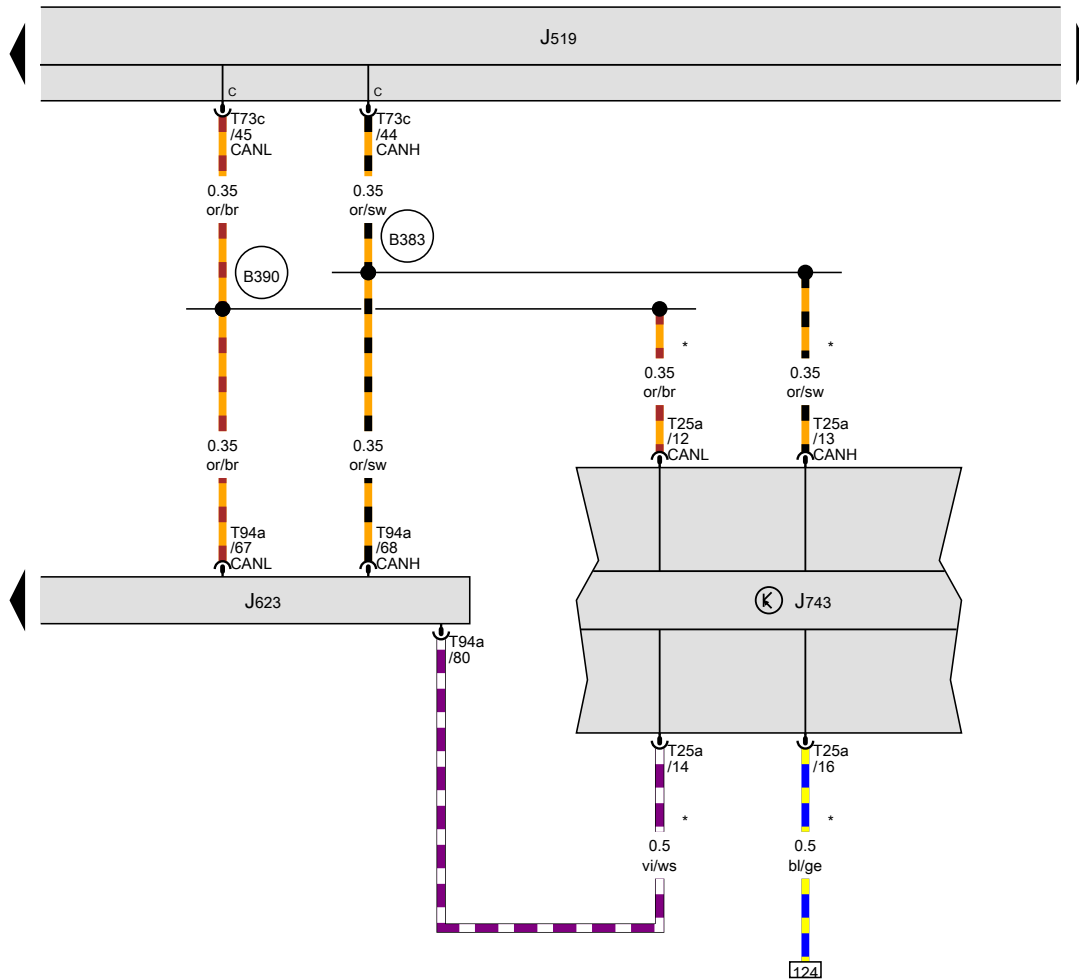 J519
c
c
T73c
/45
CANL
T73c
/44
CANH
0.35
or/br
0.35
or/sw
B390
B383
*
*
0.35
or/br
0.35
or/sw
0.35
or/br
0.35
or/sw
T25a
/12
CANL
T25a
/13
CANH
T94a
/67
CANL
T94a
/68
CANH
J623
K J743
T94a
/80
T25a
/14
T25a
/16
*
*
0.5
vi/ws
0.5
bl/ge
124